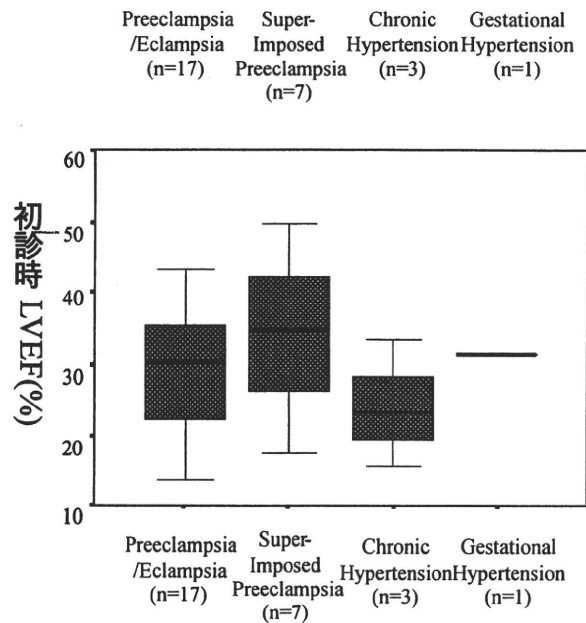 Preeclampsia
/Eclampsia
(n=17)
Super-
Imposed
Preeclampsia
(n=7)
Chronic
Hypertension
(n=3)
Gestational
Hypertension
(n=1)
初診時 LVEF(%)
60
50
40
30
20
10
Preeclampsia
/Eclampsia
(n=17)
Super-
Imposed
Preeclampsia
(n=7)
Chronic
Hypertension
(n=3)
Gestational
Hypertension
(n=1)